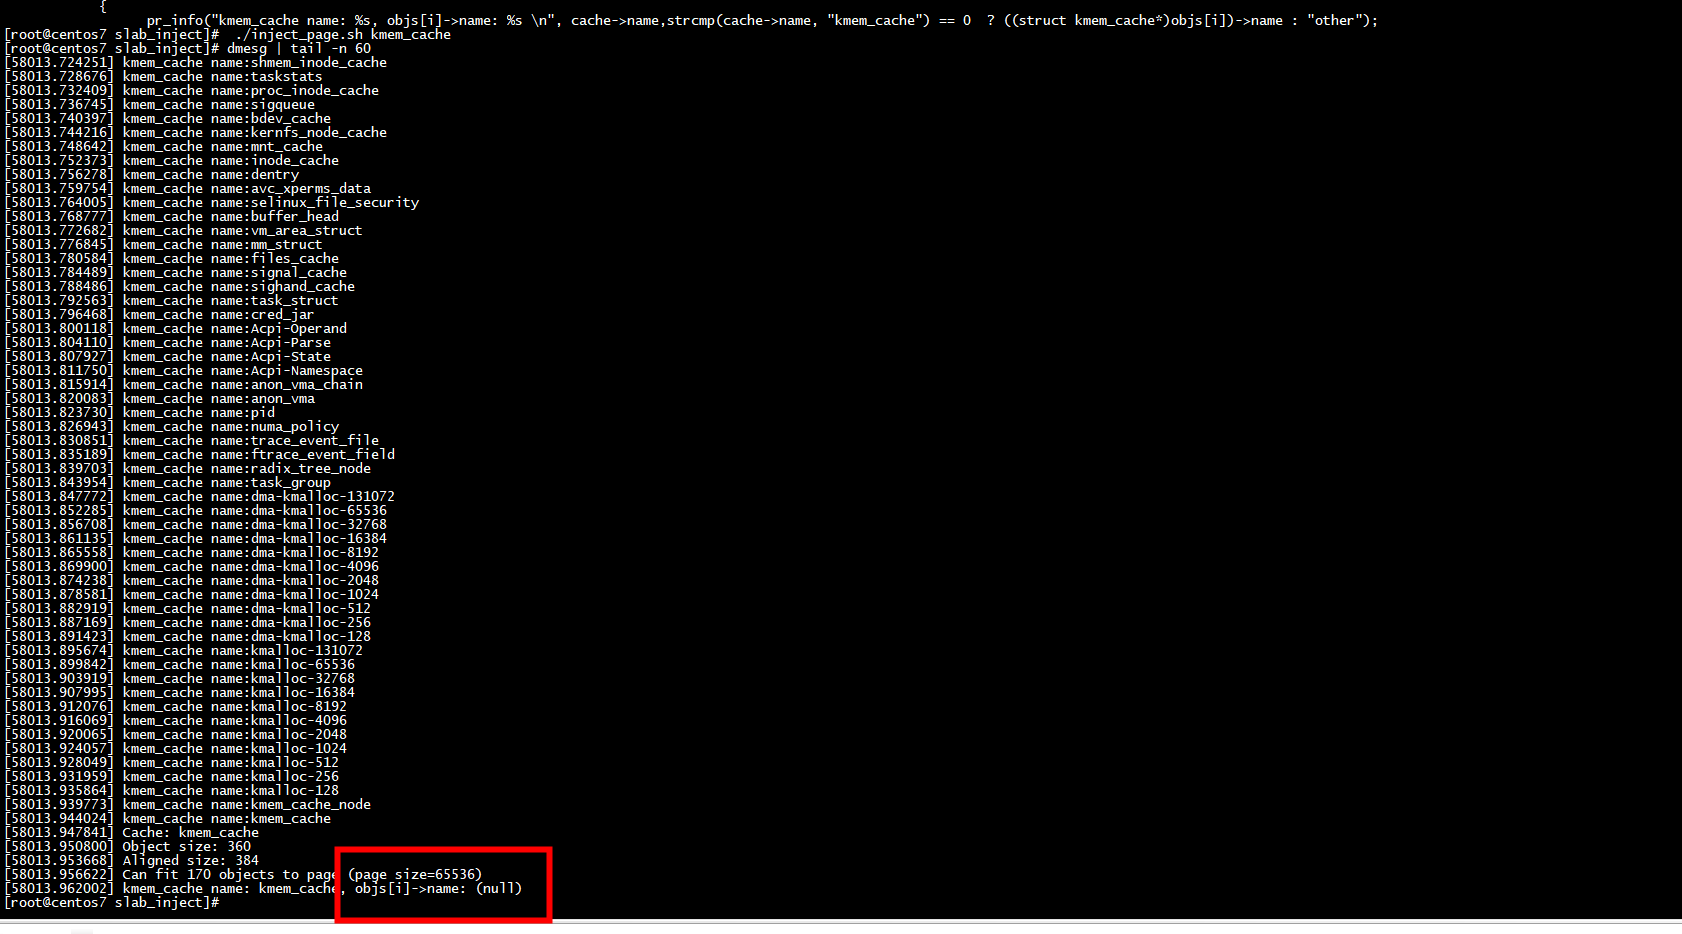 {
pr_info("kmem_cache name: %s, objs[i]->name: %s \n", cache->name,strcmp(cache->name, "kmem_cache") == 0  ? ((struct kmem_cache*)objs[i])->name : "other");
[root@centos7 slab_inject]#  ./inject_page.sh kmem_cache
[root@centos7 slab_inject]# dmesg | tail -n 60
[58013.724251] kmem_cache name:shmem_inode_cache
[58013.728676] kmem_cache name:taskstats
[58013.732409] kmem_cache name:proc_inode_cache
[58013.736745] kmem_cache name:sigqueue
[58013.740397] kmem_cache name:bdev_cache
[58013.744216] kmem_cache name:kernfs_node_cache
[58013.748642] kmem_cache name:mnt_cache
[58013.752373] kmem_cache name:inode_cache
[58013.756278] kmem_cache name:dentry
[58013.759754] kmem_cache name:avc_xperms_data
[58013.764005] kmem_cache name:selinux_file_security
[58013.768777] kmem_cache name:buffer_head
[58013.772682] kmem_cache name:vm_area_struct
[58013.776845] kmem_cache name:mm_struct
[58013.780584] kmem_cache name:files_cache
[58013.784489] kmem_cache name:signal_cache
[58013.788486] kmem_cache name:sighand_cache
[58013.792563] kmem_cache name:task_struct
[58013.796468] kmem_cache name:cred_jar
[58013.800118] kmem_cache name:Acpi-Operand
[58013.804110] kmem_cache name:Acpi-Parse
[58013.807927] kmem_cache name:Acpi-State
[58013.811750] kmem_cache name:Acpi-Namespace
[58013.815914] kmem_cache name:anon_vma_chain
[58013.820083] kmem_cache name:anon_vma
[58013.823730] kmem_cache name:pid
[58013.826943] kmem_cache name:numa_policy
[58013.830851] kmem_cache name:trace_event_file
[58013.835189] kmem_cache name:ftrace_event_field
[58013.839703] kmem_cache name:radix_tree_node
[58013.843954] kmem_cache name:task_group
[58013.847772] kmem_cache name:dma-kmalloc-131072
[58013.852285] kmem_cache name:dma-kmalloc-65536
[58013.856708] kmem_cache name:dma-kmalloc-32768
[58013.861135] kmem_cache name:dma-kmalloc-16384
[58013.865558] kmem_cache name:dma-kmalloc-8192
[58013.869900] kmem_cache name:dma-kmalloc-4096
[58013.874238] kmem_cache name:dma-kmalloc-2048
[58013.878581] kmem_cache name:dma-kmalloc-1024
[58013.882919] kmem_cache name:dma-kmalloc-512
[58013.887169] kmem_cache name:dma-kmalloc-256
[58013.891423] kmem_cache name:dma-kmalloc-128
[58013.895674] kmem_cache name:kmalloc-131072
[58013.899842] kmem_cache name:kmalloc-65536
[58013.903919] kmem_cache name:kmalloc-32768
[58013.907995] kmem_cache name:kmalloc-16384
[58013.912076] kmem_cache name:kmalloc-8192
[58013.916069] kmem_cache name:kmalloc-4096
[58013.920065] kmem_cache name:kmalloc-2048
[58013.924057] kmem_cache name:kmalloc-1024
[58013.928049] kmem_cache name:kmalloc-512
[58013.931959] kmem_cache name:kmalloc-256
[58013.935864] kmem_cache name:kmalloc-128
[58013.939773] kmem_cache name:kmem_cache_node
[58013.944024] kmem_cache name:kmem_cache
[58013.947841] Cache: kmem_cache
[58013.950800] Object size: 360
[58013.953668] Aligned size: 384
[58013.956622] Can fit 170 objects to page (page size=65536)
[58013.962002] kmem_cache name: kmem_cache, objs[i]->name: (null)
[root@centos7 slab_inject]#